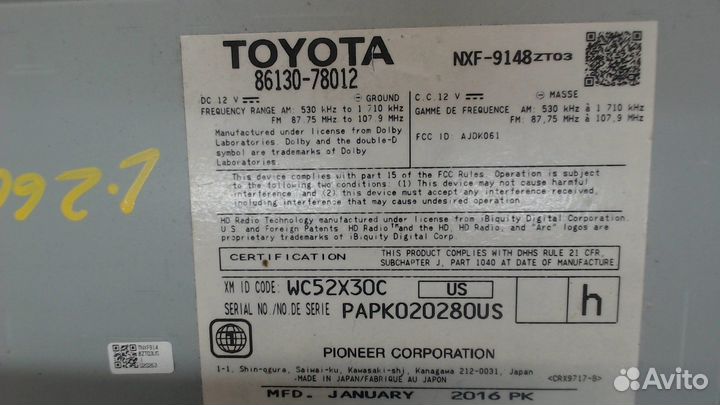 TOYOTA
86130-78012
NXF-9148ZT03
DC 12 V ⊖ GROUND
FREQUENCY RANGE AM: 530 kHz to 1 710 kHz
FM: 87.75 MHz to 107.9 MHz
Manufactured under license from Dolby
Laboratories. Dolby and the double-D
symbol are trademarks of Dolby
Laboratories.
C.C. 12 V ⊖ MASSE
GAMME DE FREQUENCE AM: 530 kHz à 1 710 kHz
FM: 87,75 MHz à 107,9 MHz
FCC ID: AJDK061
This device complies with part 15 of the FCC Rules. Operation is subject
to the following two conditions: (1) This device may not cause harmful
interference, and (2) this device must accept any interference received,
including interference that may cause undesired operation.
HD Radio Technology manufactured under license from iBiquity Digital Corporation.
U.S. and Foreign Patents. HD Radio™ and the HD, HD Radio, and "Arc" logos are
proprietary trademarks of iBiquity Digital Corp.
CERTIFICATION
THIS PRODUCT COMPLIES WITH DHHS RULE 21 CFR,
SUBCHAPTER J, PART 1040 AT DATE OF MANUFACTURE
XM ID CODE: WC52X30C US
SERIAL NO./NO.DE SERIE PAPK020280US
h
PIONEER CORPORATION
1-1, Shin-ogura, Saiwai-ku, Kawasaki-shi, Kanagawa 212-0031, Japan
-MADE IN JAPAN/FABRIQUÉ AU JAPON <CRX9717-B>
MFD. JANUARY 2016 PK
TNXF914
8ZT03US
020263
Avito